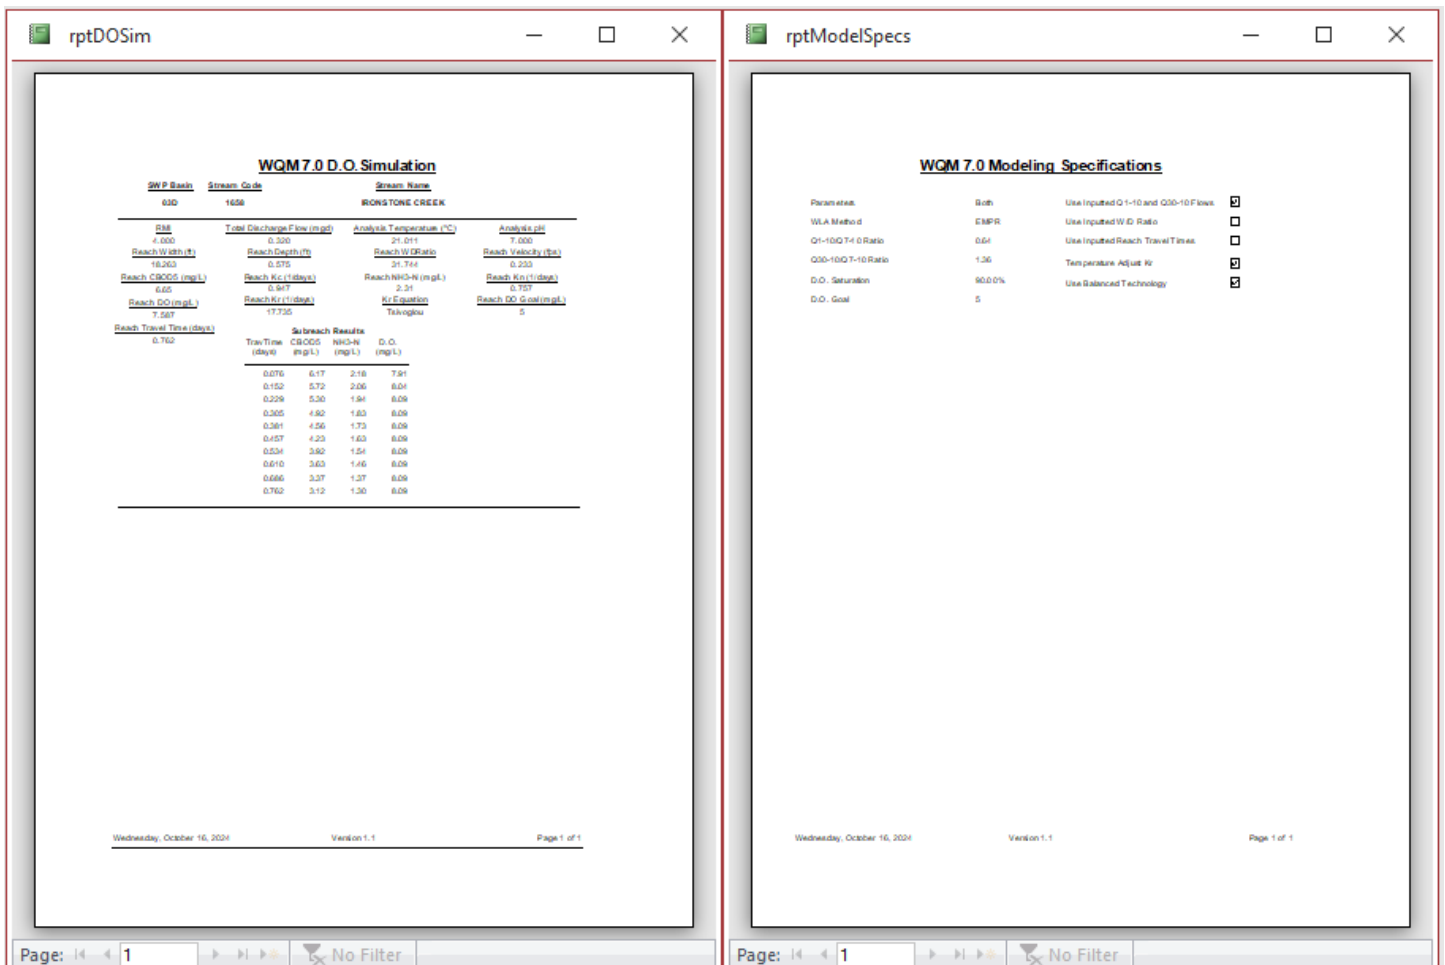 rptDOSim
WQM 7.0 D.O.Simulation
SWP Basin Stream Code Stream Name
03D 1658 IRONSTONE CREEK
RMI Total Discharge Flow (mgd) Analysis Temperature (°C) Analysis pH
4.000 0.320 21.011 7.000
Reach Width (ft) Reach Depth (ft) Reach WDRatio Reach Velocity (fps)
18.263 0.575 31.744 0.233
Reach CBOD5 (mg/L) Reach Kc (1/days) Reach NH3-N (mg/L) Reach Kn (1/days)
6.65 0.947 2.31 0.757
Reach DO (mg/L) Reach Kr (1/days) Kr Equation Reach DO Goal (mg/L)
7.587 17.735 Tsivoglou 5
Reach Travel Time (days)
0.762
Subreach Results
TravTime CBOD5 NH3-N D.O.
(days) (mg/L) (mg/L) (mg/L)
0.076 6.17 2.18 7.91
0.152 5.72 2.06 8.04
0.229 5.30 1.94 8.09
0.305 4.92 1.83 8.09
0.381 4.56 1.73 8.09
0.457 4.23 1.63 8.09
0.534 3.92 1.54 8.09
0.610 3.63 1.46 8.09
0.686 3.37 1.37 8.09
0.762 3.12 1.30 8.09
Wednesday, October 16, 2024 Version 1.1 Page 1 of 1
Page: 1 No Filter
rptModelSpecs
WQM 7.0 Modeling Specifications
Parameters Both Use Inputted Q1-10 and Q30-10 Flows
WLA Method EMPR Use Inputted W/D Ratio
Q1-10/Q7-10 Ratio 0.64 Use Inputted Reach Travel Times
Q30-10/Q7-10 Ratio 1.36 Temperature Adjust Kr
D.O. Saturation 90.00% Use Balanced Technology
D.O. Goal 5
Wednesday, October 16, 2024 Version 1.1 Page 1 of 1
Page: 1 No Filter